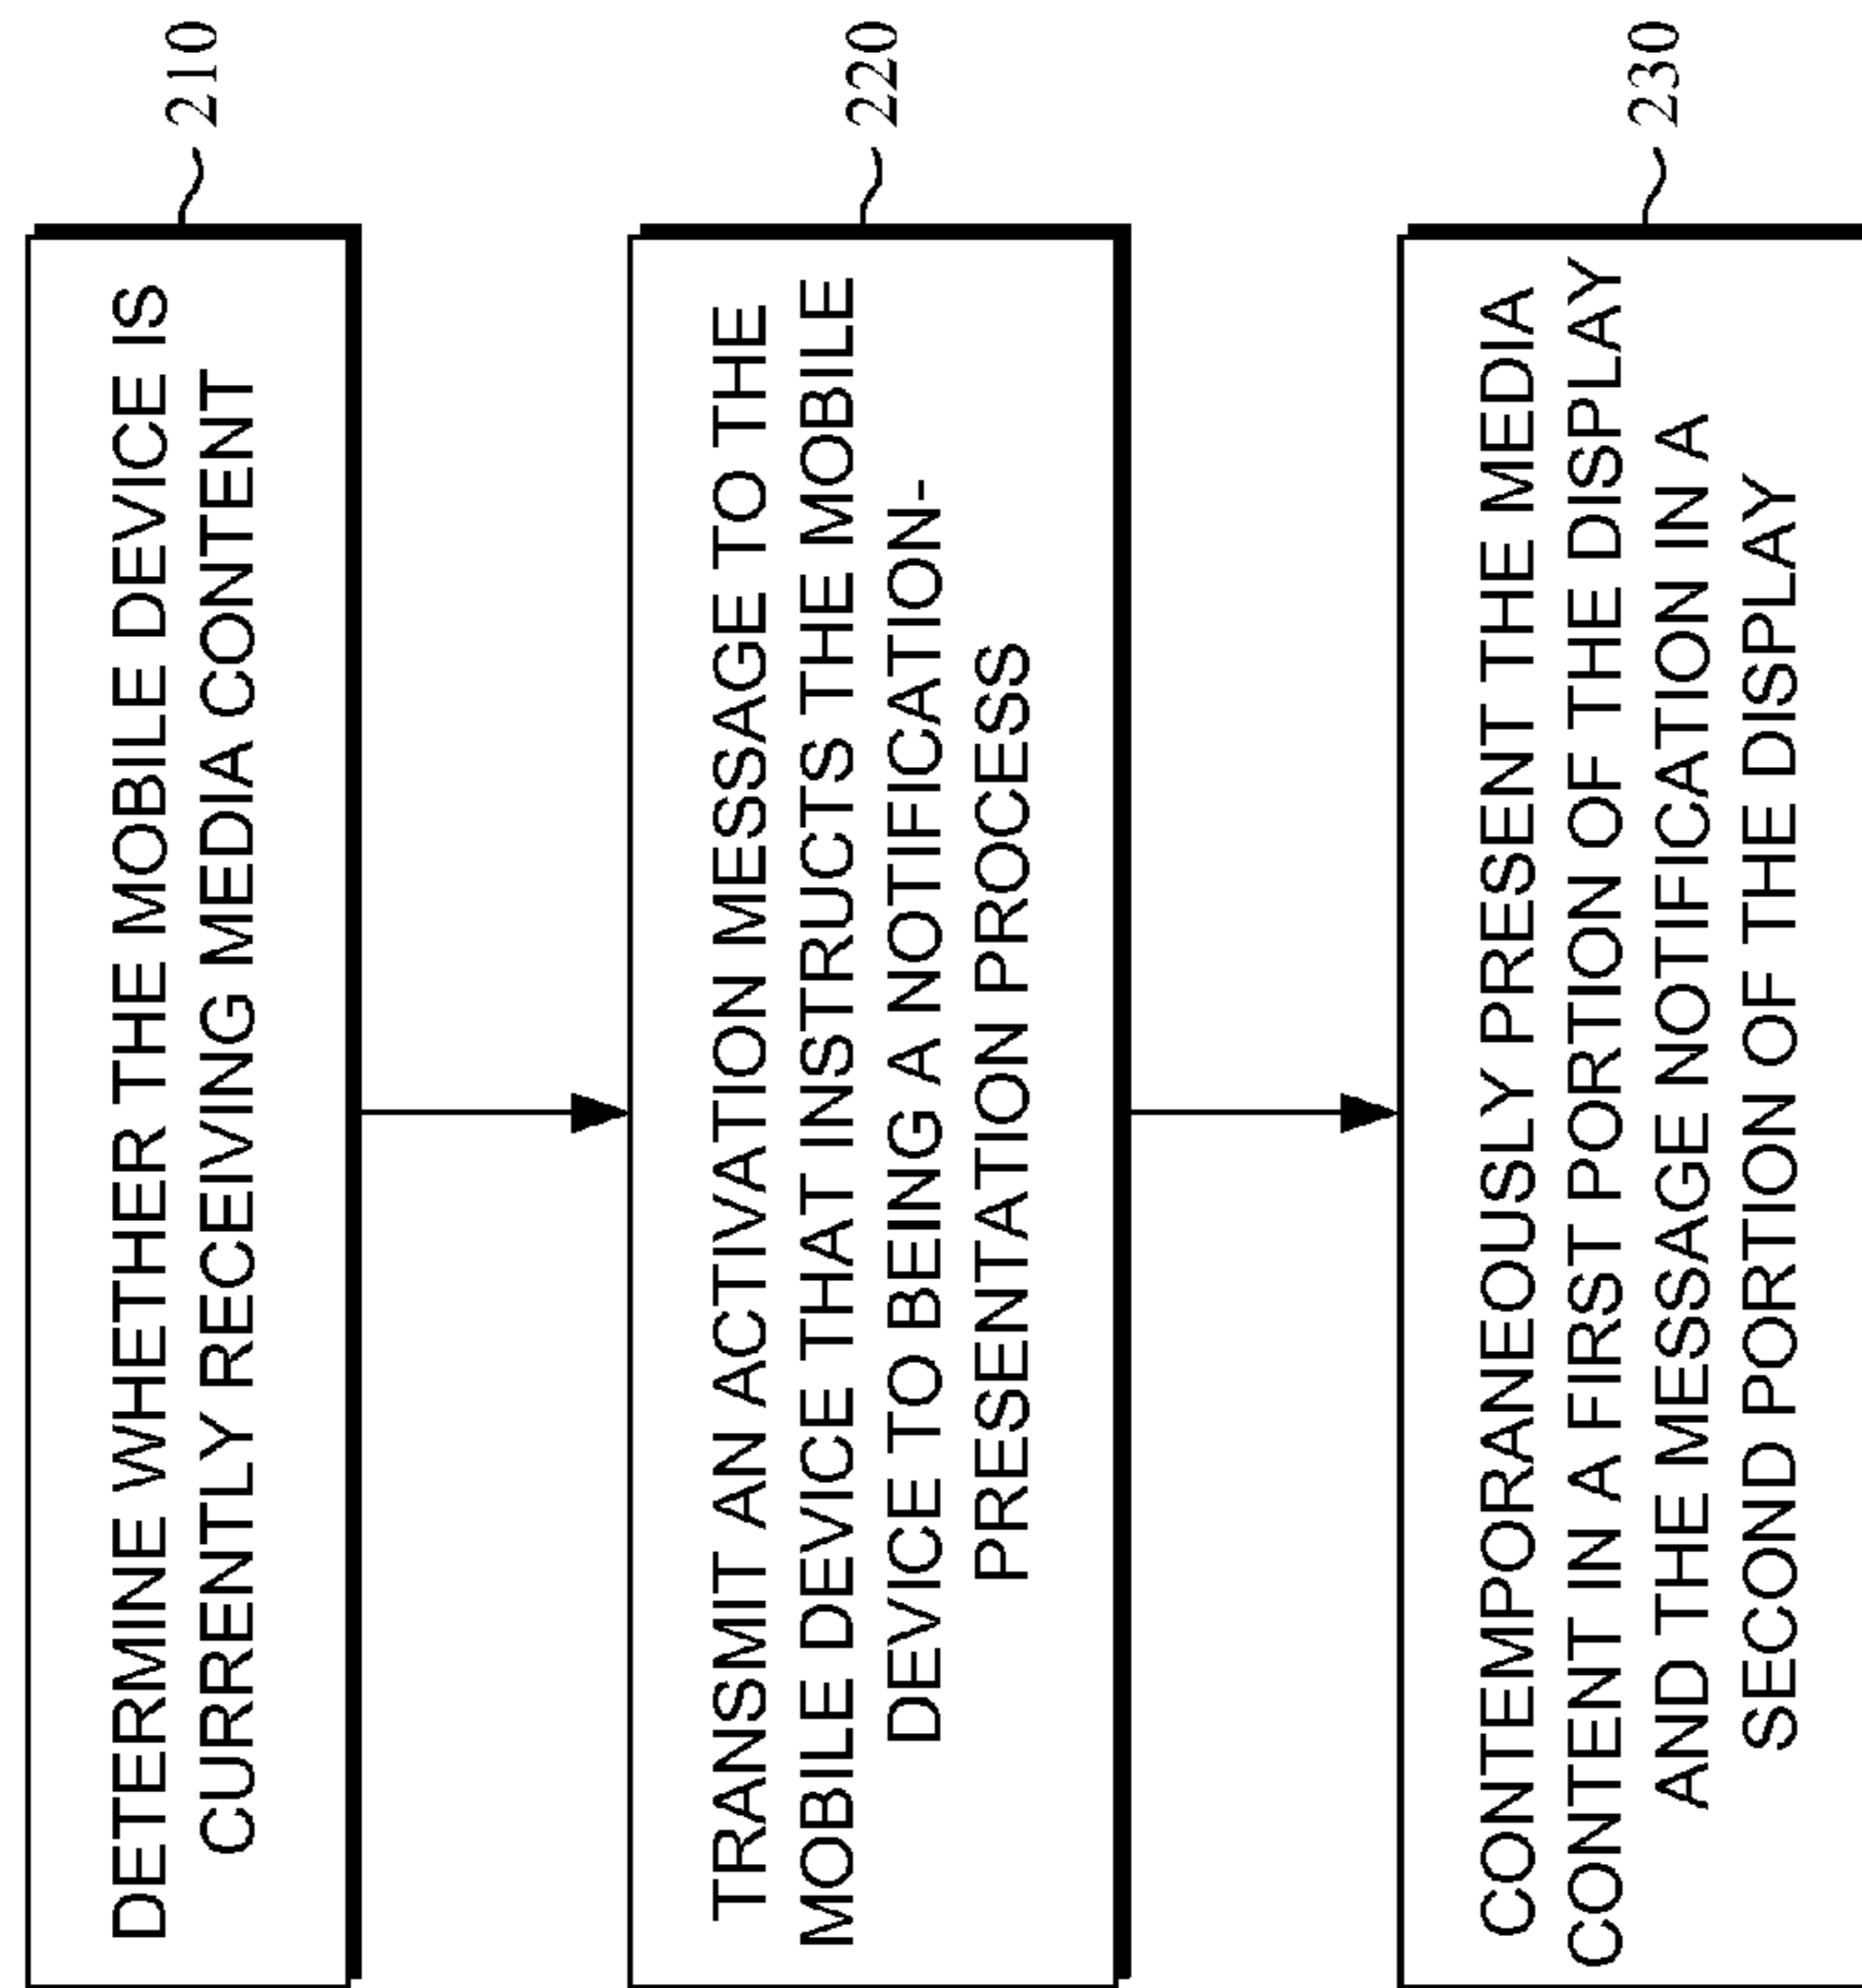 DETERMINE WHETHER THE MOBILE DEVICE IS
CURRENTLY RECEIVING MEDIA CONTENT
210
TRANSMIT AN ACTIVATION MESSAGE TO THE
MOBILE DEVICE THAT INSTRUCTS THE MOBILE
DEVICE TO BEING A NOTIFICATION-
PRESENTATION PROCESS
220
CONTEMPORANEOUSLY PRESENT THE MEDIA
CONTENT IN A FIRST PORTION OF THE DISPLAY
AND THE MESSAGE NOTIFICATION IN A
SECOND PORTION OF THE DISPLAY
230